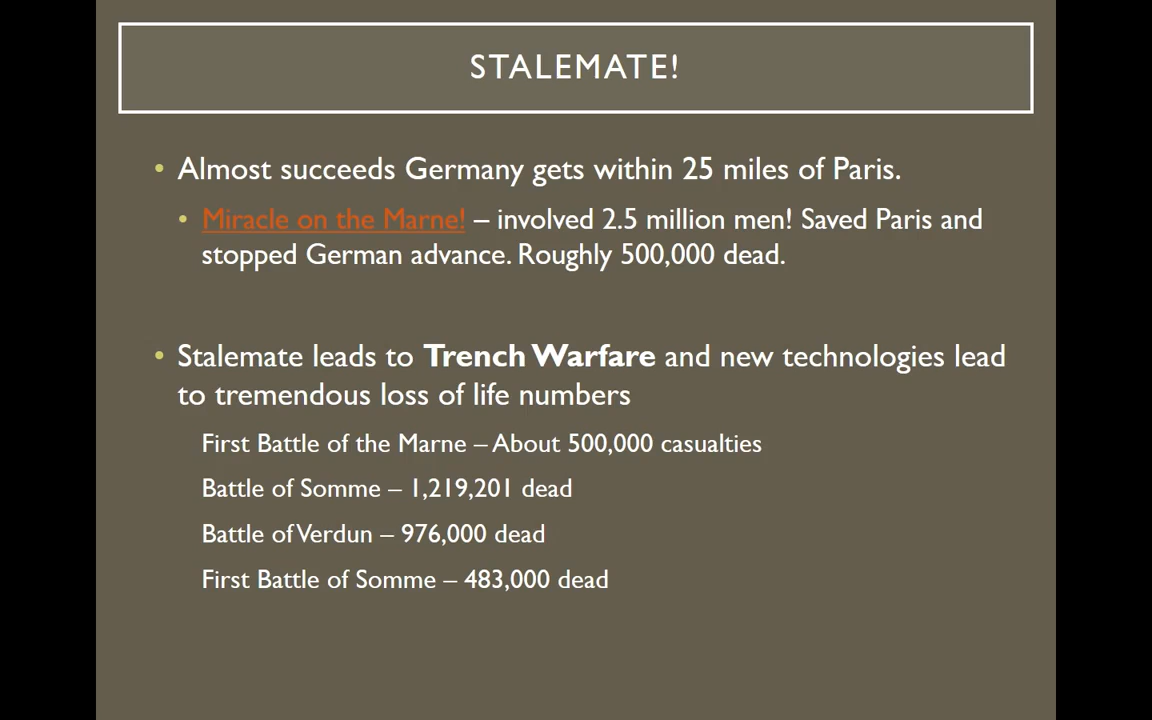 STALEMATE!
• Almost succeeds Germany gets within 25 miles of Paris.
• Miracle on the Marne! – involved 2.5 million men! Saved Paris and
stopped German advance. Roughly 500,000 dead.
• Stalemate leads to Trench Warfare and new technologies lead
to tremendous loss of life numbers
First Battle of the Marne – About 500,000 casualties
Battle of Somme – 1,219,201 dead
Battle of Verdun – 976,000 dead
First Battle of Somme – 483,000 dead